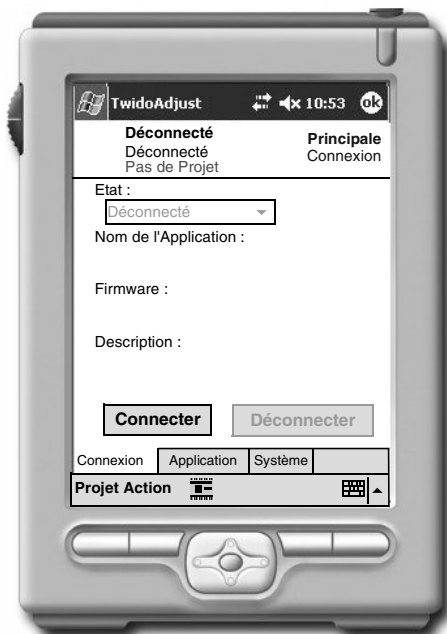 TwidoAdjust 10:53 ok
Déconnecté
Déconnecté
Pas de Projet
Principale
Connexion
Etat :
Déconnecté
Nom de l'Application :
Firmware :
Description :
Connecter Déconnecter
Connexion Application Système
Projet Action